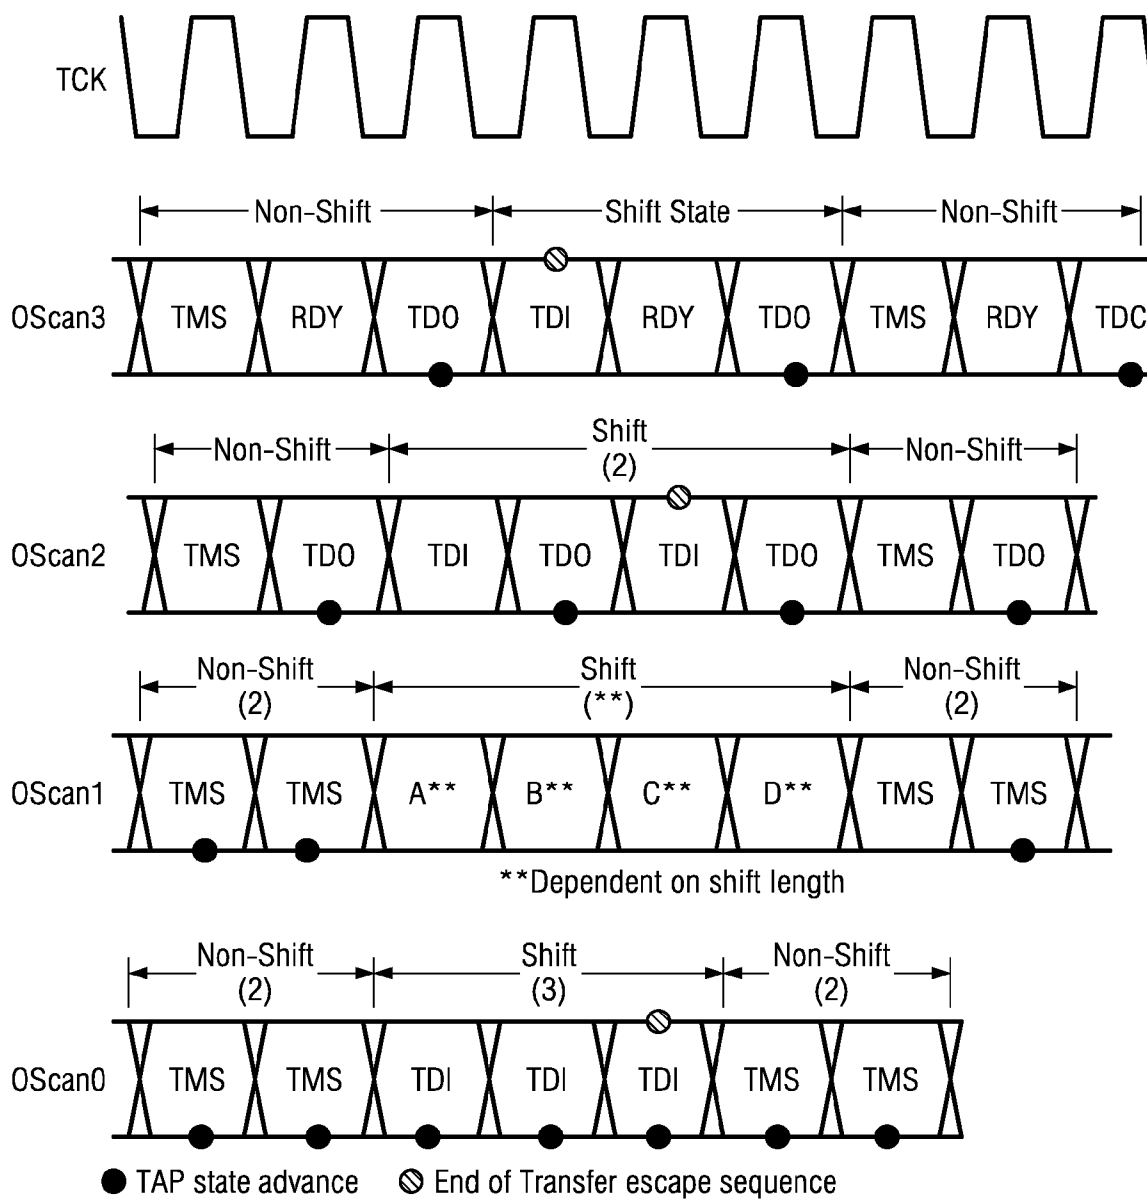 TCK
Non-Shift Shift State Non-Shift
OScan3 TMS RDY TDO TDI RDY TDO TMS RDY TDC
Non-Shift Shift (2) Non-Shift
OScan2 TMS TDO TDI TDO TDI TDO TMS TDO
Non-Shift (2) Shift (**) Non-Shift (2)
OScan1 TMS TMS A** B** C** D** TMS TMS
**Dependent on shift length
Non-Shift (2) Shift (3) Non-Shift (2)
OScan0 TMS TMS TDI TDI TDI TMS TMS
TAP state advance End of Transfer escape sequence